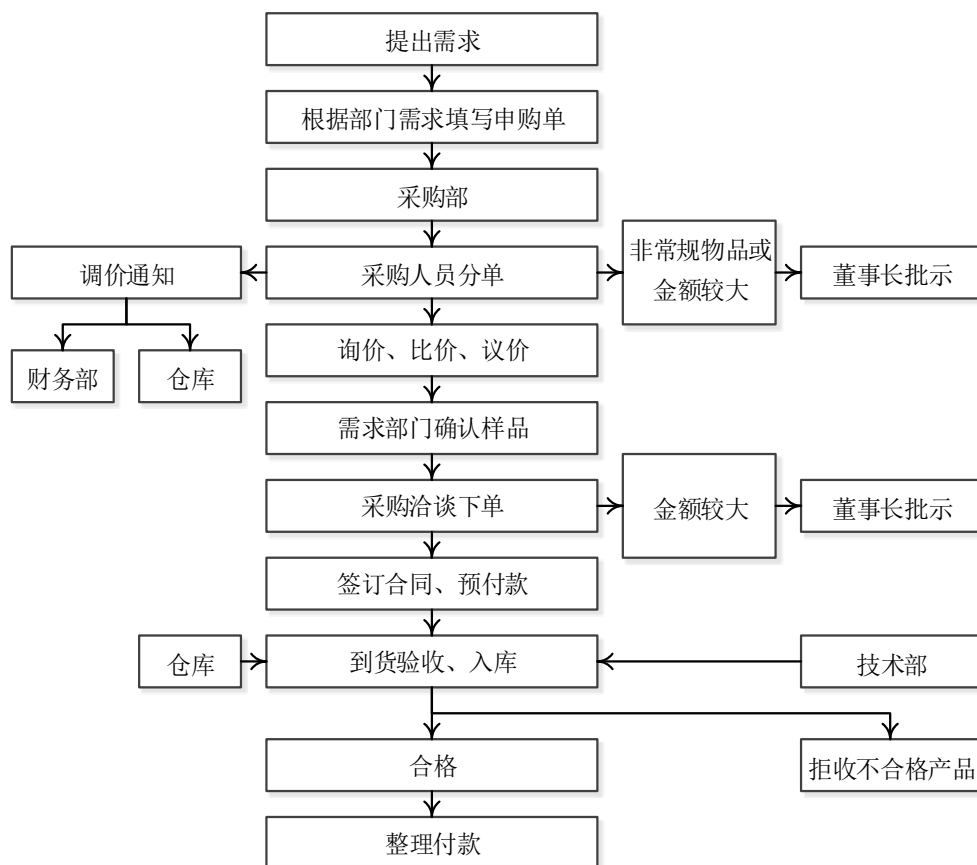 提出需求
根据部门需求填写申购单
采购部
调价通知
采购人员分单
非常规物品或
金额较大
董事长批示
财务部
仓库
询价、比价、议价
需求部门确认样品
采购洽谈下单
金额较大
董事长批示
签订合同、预付款
仓库
到货验收、入库
技术部
合格
拒收不合格产品
整理付款